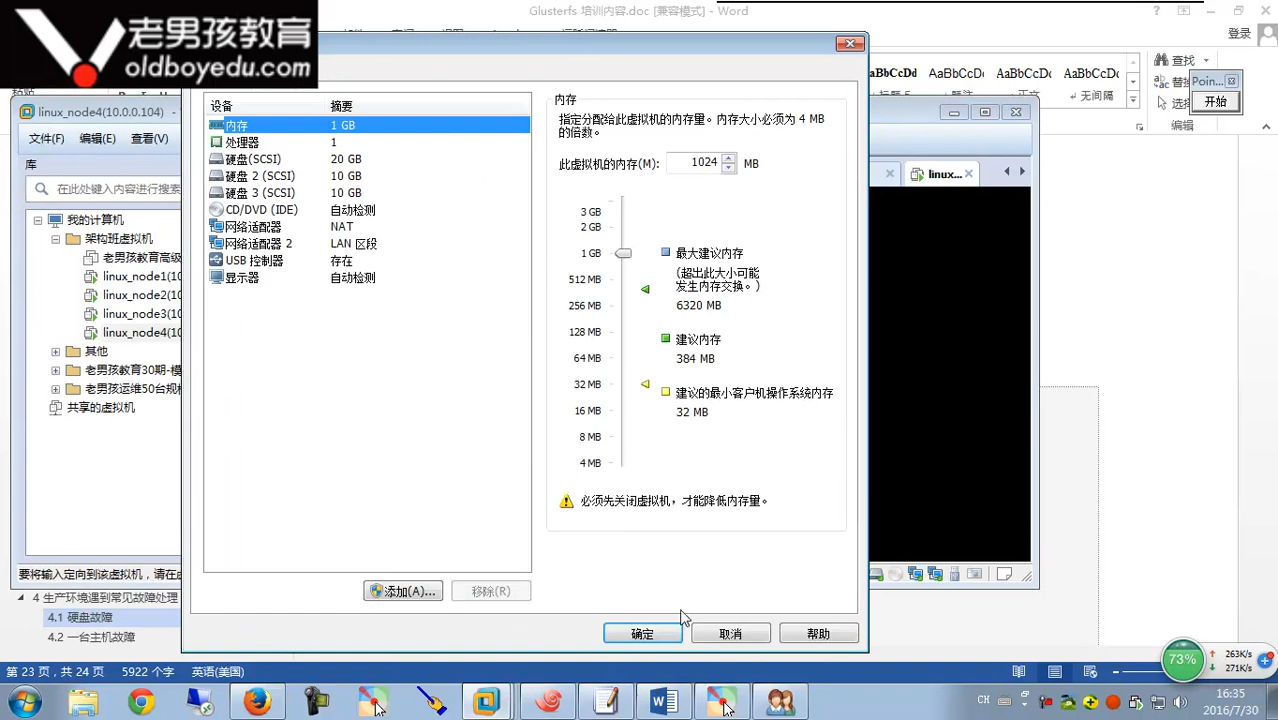 Glusterfs 培训内容.doc [兼容模式] - Word
登录
老男孩教育
oldboyedu.com
AaBbCcDd
AaBbCcDd
AaBbCcDd
无间隔
查找
编辑
Poin...
开始
linux_node4(10.0.0.104) -
文件(F)
编辑(E)
查看(V)
库
在此处键入内容进行搜索
我的计算机
架构班虚拟机
老男孩教育高级
linux_node1(10
linux_node2(10
linux_node3(10
linux_node4(10
其他
老男孩教育30期-模
老男孩运维50台规模
共享的虚拟机
linux...
设备
摘要
内存
1 GB
处理器
1
硬盘(SCSI)
20 GB
硬盘 2 (SCSI)
10 GB
硬盘 3 (SCSI)
10 GB
CD/DVD (IDE)
自动检测
网络适配器
NAT
网络适配器 2
LAN 区段
USB 控制器
存在
显示器
自动检测
内存
指定分配给此虚拟机的内存量。内存大小必须为 4 MB
的倍数。
此虚拟机的内存(M):
1024
MB
3 GB
2 GB
1 GB
512 MB
256 MB
128 MB
64 MB
32 MB
16 MB
8 MB
4 MB
最大建议内存
(超出此大小可能
发生内存交换。)
6320 MB
建议内存
384 MB
建议的最小客户机操作系统内存
32 MB
必须先关闭虚拟机，才能降低内存量。
添加(A)...
移除(R)
确定
取消
帮助
要将输入定向到该虚拟机，请在
4 生产环境遇到常见故障处理
4.1 硬盘故障
4.2 一台主机故障
第 23 页，共 24 页
5922 个字
英语(美国)
73%
263K/S
271K/S
CH
16:35
2016/7/30